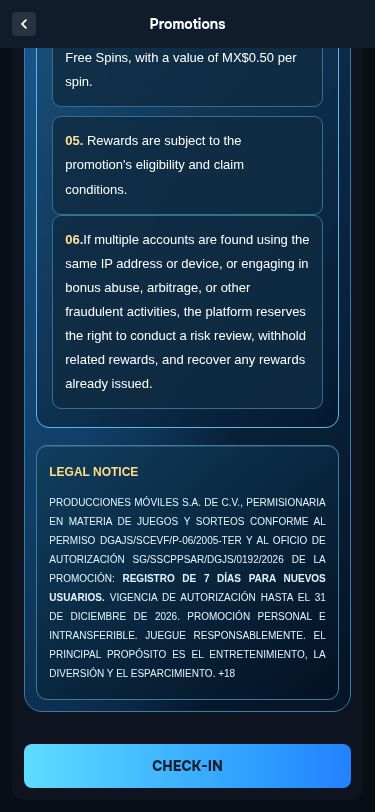 Promotions
Free Spins, with a value of MX$0.50 per
spin.
05. Rewards are subject to the
promotion's eligibility and claim
conditions.
06.If multiple accounts are found using the
same IP address or device, or engaging in
bonus abuse, arbitrage, or other
fraudulent activities, the platform reserves
the right to conduct a risk review, withhold
related rewards, and recover any rewards
already issued.
LEGAL NOTICE
PRODUCCIONES MÓVILES S.A. DE C.V., PERMISIONARIA
EN MATERIA DE JUEGOS Y SORTEOS CONFORME AL
PERMISO DGAJS/SCEVF/P-06/2005-TER Y AL OFICIO DE
AUTORIZACIÓN SG/SSCPPSAR/DGJS/0192/2026 DE LA
PROMOCIÓN: REGISTRO DE 7 DÍAS PARA NUEVOS
USUARIOS. VIGENCIA DE AUTORIZACIÓN HASTA EL 31
DE DICIEMBRE DE 2026. PROMOCIÓN PERSONAL E
INTRANSFERIBLE. JUEGUE RESPONSABLEMENTE. EL
PRINCIPAL PROPÓSITO ES EL ENTRETENIMIENTO, LA
DIVERSIÓN Y EL ESPARCIMIENTO. +18
CHECK-IN